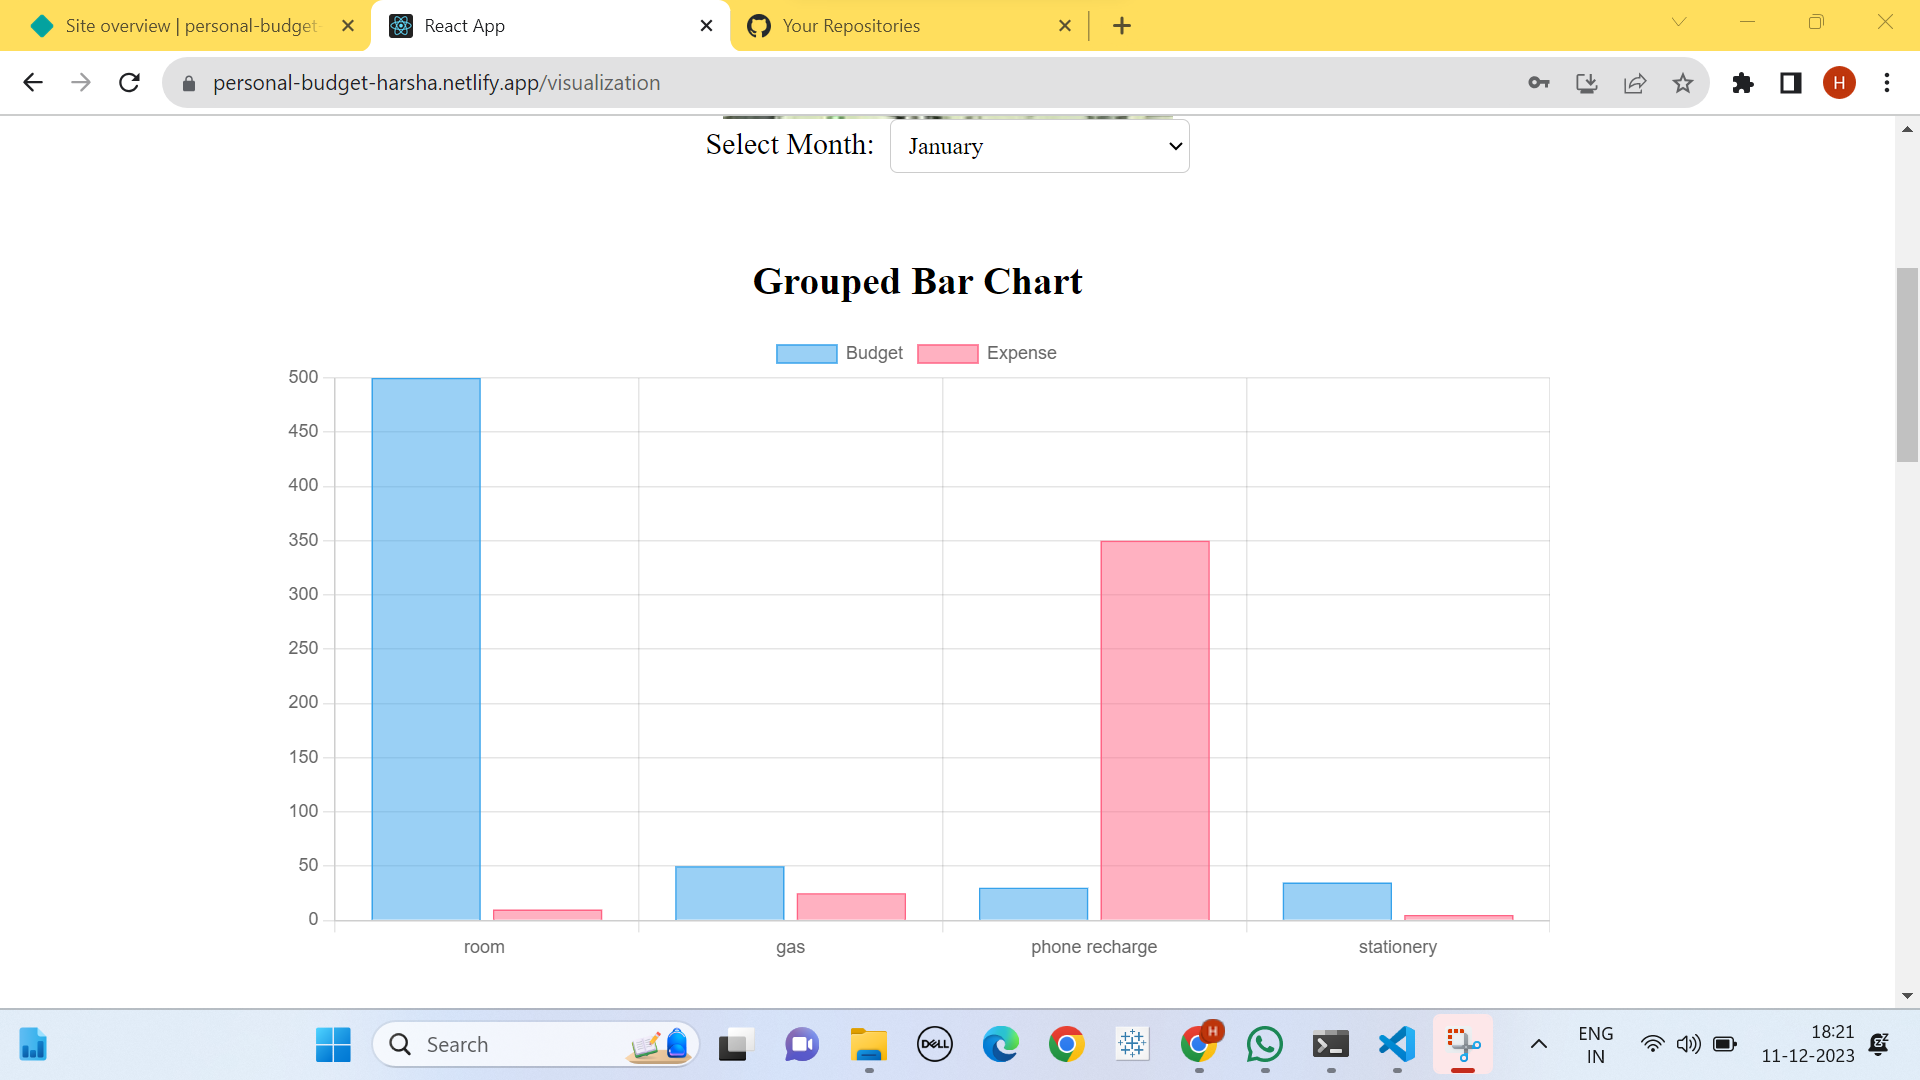 Site overview | personal-budget-
React App
Your Repositories
personal-budget-harsha.netlify.app/visualization
H
Select Month: January
Grouped Bar Chart
Budget Expense
500
450
400
350
300
250
200
150
100
50
0
room gas phone recharge stationery
Search
DELL
H
ENG
IN
18:21
11-12-2023